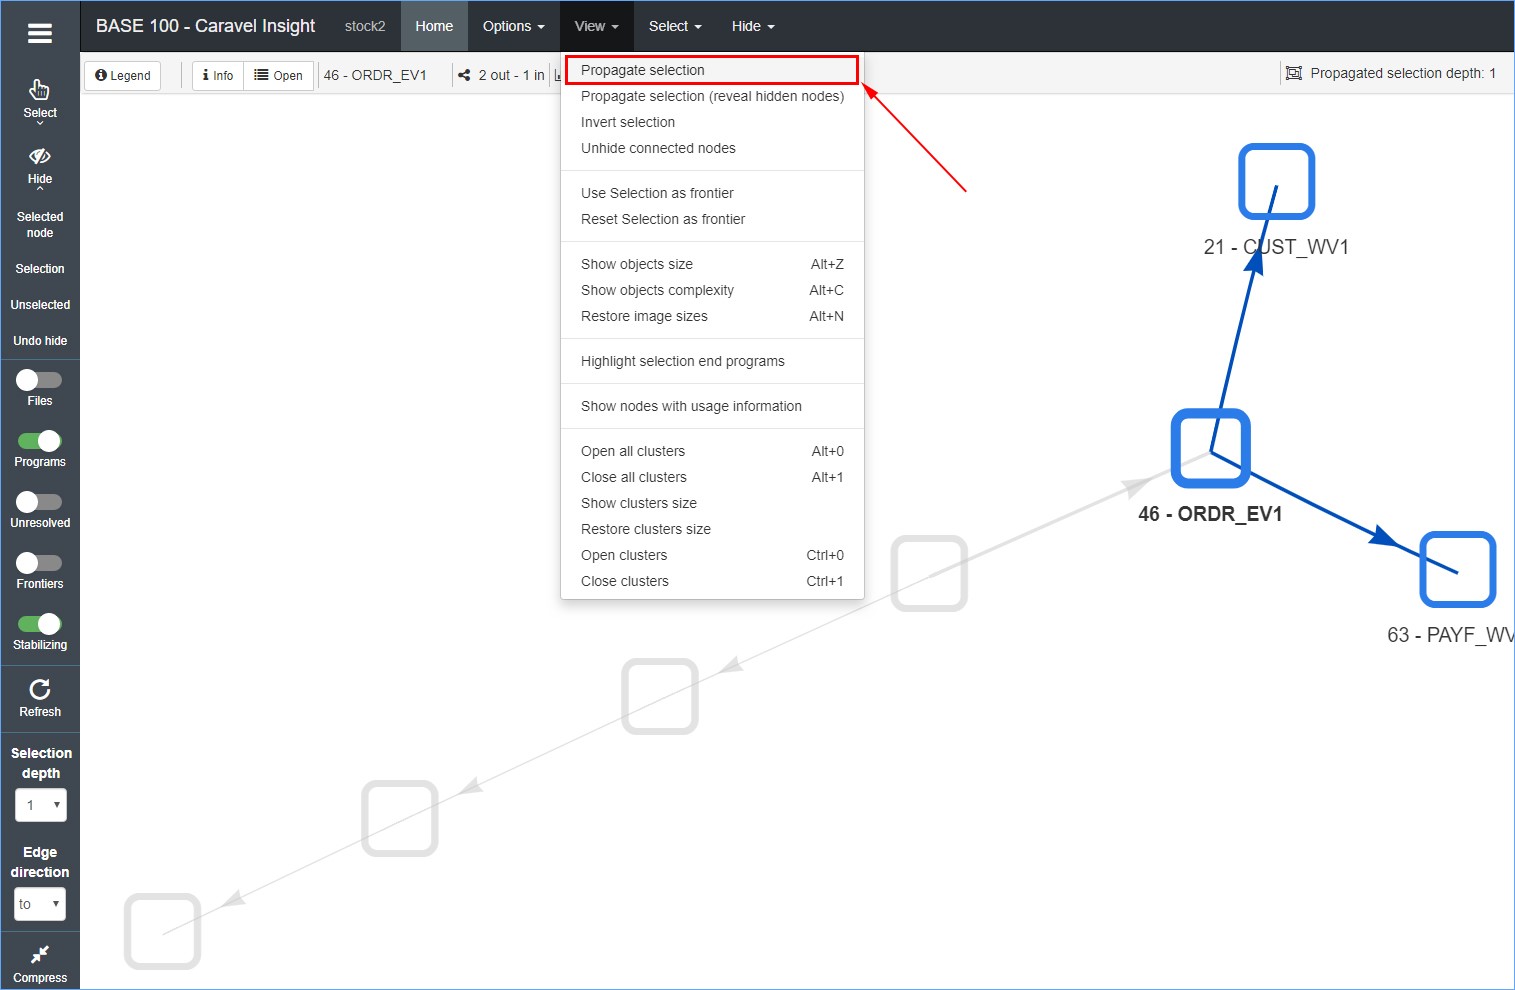 BASE 100 - Caravel Insight stock2 Home Options View Select Hide
Legend Info Open 46 - ORDR_EV1 2 out - 1 in Propagated selection depth: 1
Select
Hide
Selected
node
Selection
Unselected
Undo hide
Files
Programs
Unresolved
Frontiers
Stabilizing
Refresh
Selection
depth
1
Edge
direction
to
Compress
Propagate selection
Propagate selection (reveal hidden nodes)
Invert selection
Unhide connected nodes
Use Selection as frontier
Reset Selection as frontier
Show objects size Alt+Z
Show objects complexity Alt+C
Restore image sizes Alt+N
Highlight selection end programs
Show nodes with usage information
Open all clusters Alt+0
Close all clusters Alt+1
Show clusters size
Restore clusters size
Open clusters Ctrl+0
Close clusters Ctrl+1
21 - CUST_WV1
46 - ORDR_EV1
63 - PAYF_WV